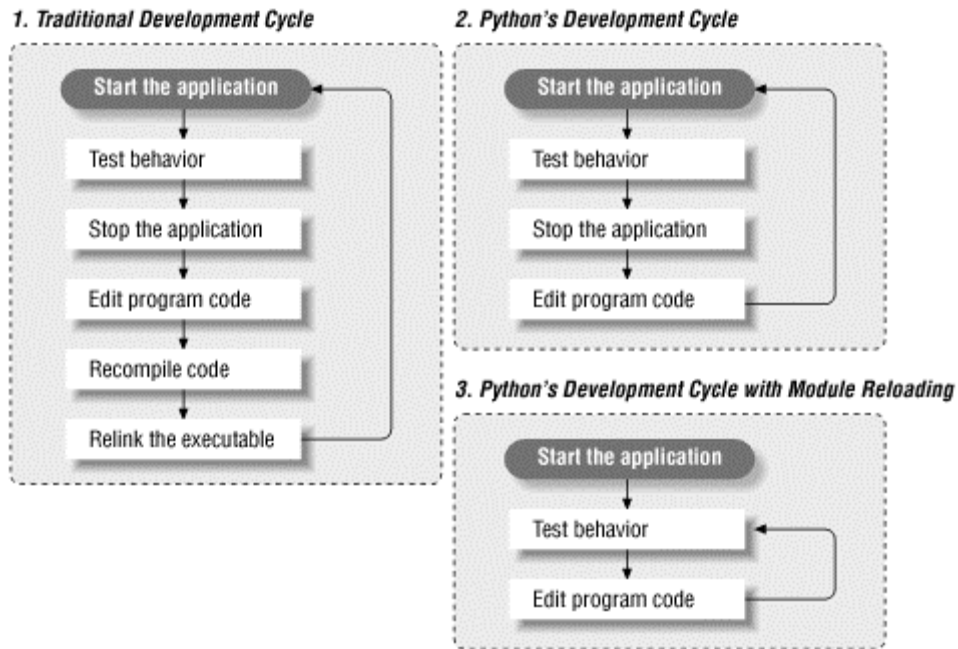 1. Traditional Development Cycle
Start the application
Test behavior
Stop the application
Edit program code
Recompile code
Relink the executable
2. Python's Development Cycle
Start the application
Test behavior
Stop the application
Edit program code
3. Python's Development Cycle with Module Reloading
Start the application
Test behavior
Edit program code